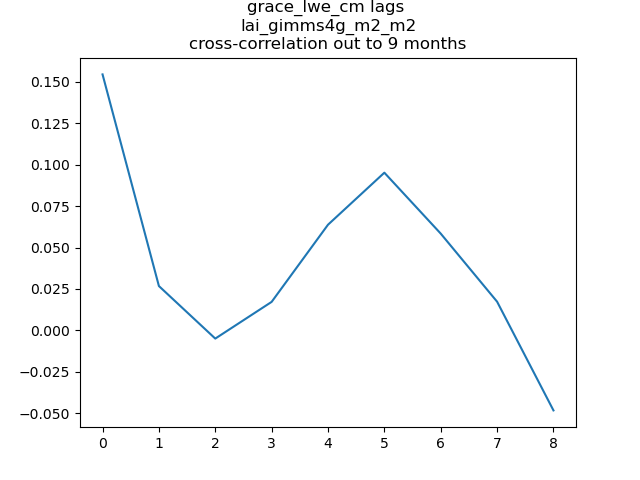 grace_lwe_cm lags
lai_gimms4g_m2_m2
cross-correlation out to 9 months
0.150
0.125
0.100
0.075
0.050
0.025
0.000
−0.025
−0.050
0 1 2 3 4 5 6 7 8